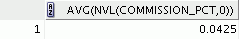 AVG(NVL(COMMISSION_PCT,0))
1 0.0425